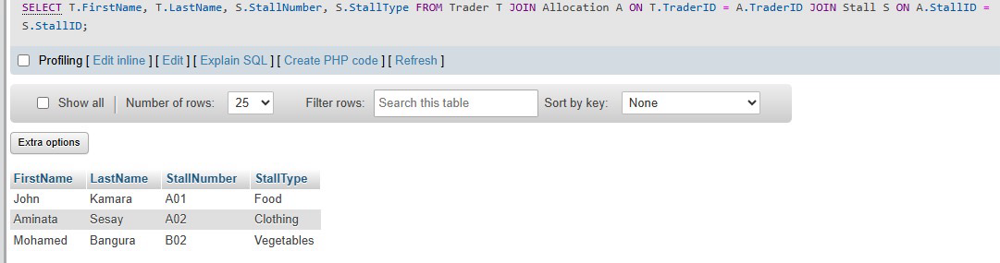 SELECT T.FirstName, T.LastName, S.StallNumber, S.StallType FROM Trader T JOIN Allocation A ON T.TraderID = A.TraderID JOIN Stall S ON A.StallID =
S.StallID;
Profiling [ Edit inline ] [ Edit ] [ Explain SQL ] [ Create PHP code ] [ Refresh ]
Show all Number of rows: 25 Filter rows: Search this table Sort by key: None
Extra options
FirstName LastName StallNumber StallType
John Kamara A01 Food
Aminata Sesay A02 Clothing
Mohamed Bangura B02 Vegetables